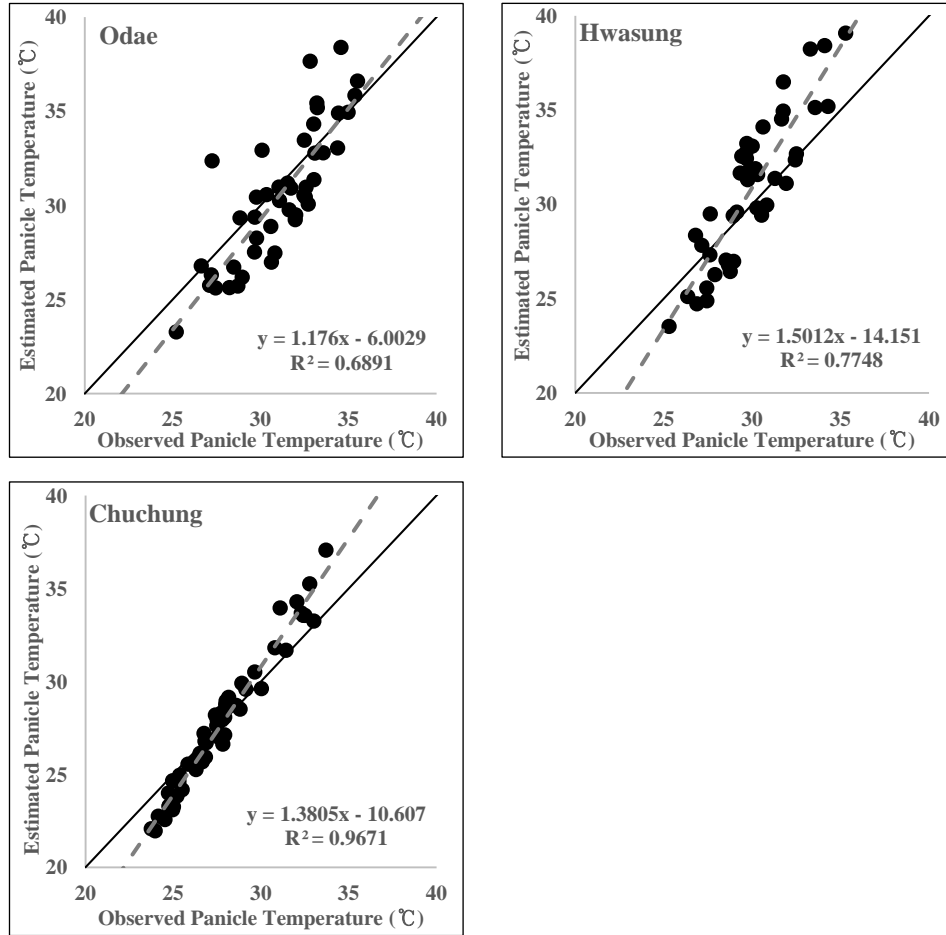 Odae
Estimated Panicle Temperature (℃)
40
35
30
25
20
y = 1.176x - 6.0029
R² = 0.6891
20 25 30 35 40
Observed Panicle Temperature (℃)
Hwasung
Estimated Panicle Temperature (℃)
40
35
30
25
20
y = 1.5012x - 14.151
R² = 0.7748
20 25 30 35 40
Observed Panicle Temperature (℃)
Chuchung
Estimated Panicle Temperature (℃)
40
35
30
25
20
y = 1.3805x - 10.607
R² = 0.9671
20 25 30 35 40
Observed Panicle Temperature (℃)